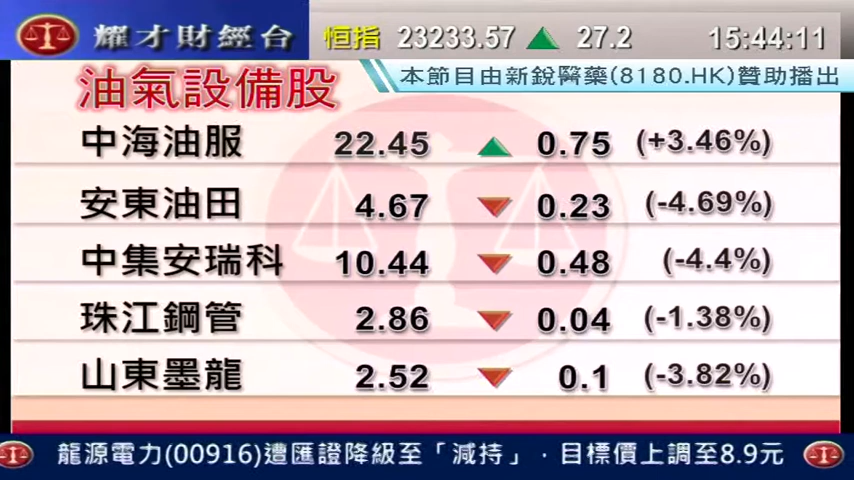 耀才財經台 恒指 23233.57 ▲ 27.2 15:44:11
油氣設備股 本節目由新銳醫藥(8180.HK)贊助播出
中海油服 22.45 ▲ 0.75 (+3.46%)
安東油田 4.67 ▼ 0.23 (-4.69%)
中集安瑞科 10.44 ▼ 0.48 (-4.4%)
珠江鋼管 2.86 ▼ 0.04 (-1.38%)
山東墨龍 2.52 ▼ 0.1 (-3.82%)
龍源電力(00916)遭匯證降級至「減持」，目標價上調至8.9元